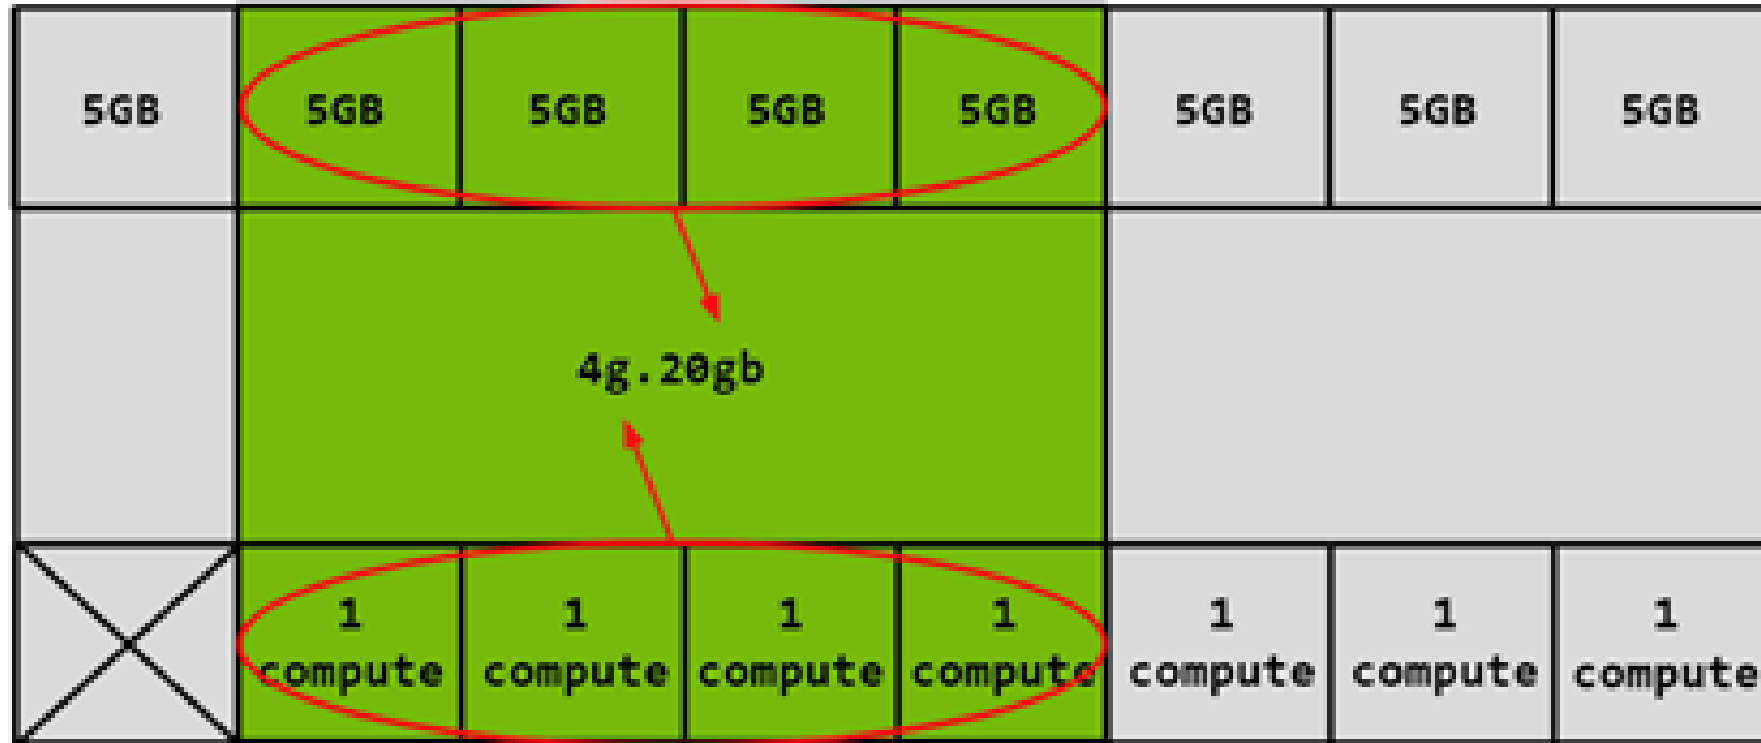 5GB 5GB 5GB 5GB 5GB 5GB 5GB 5GB
4g.20gb
1 1 1 1 1 1 1
compute compute compute compute compute compute compute